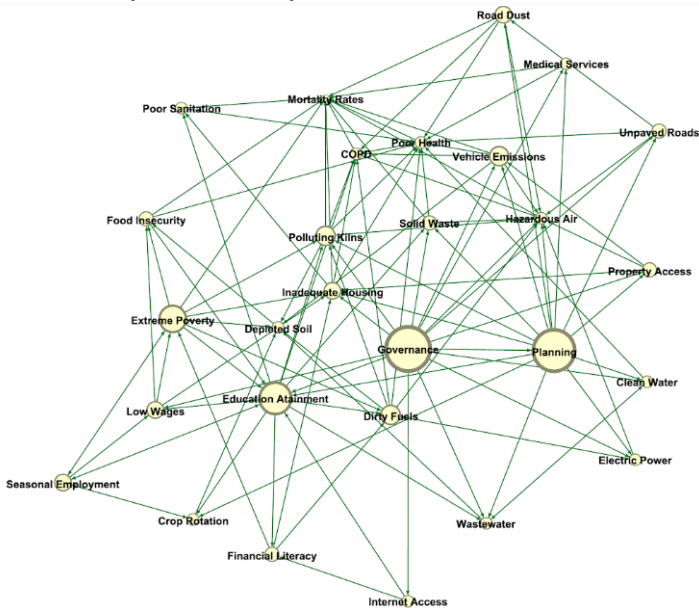 Road Dust
Medical Services
Mortality Rates
Poor Sanitation
Unpaved Roads
Poor Health
COPD
Vehicle Emissions
Food Insecurity
Solid Waste
Hazardous Air
Polluting Kilns
Property Access
Inadequate Housing
Extreme Poverty
Depleted Soil
Governance
Planning
Clean Water
Education Atainment
Low Wages
Dirty Fuels
Electric Power
Seasonal Employment
Crop Rotation
Wastewater
Financial Literacy
Internet Access